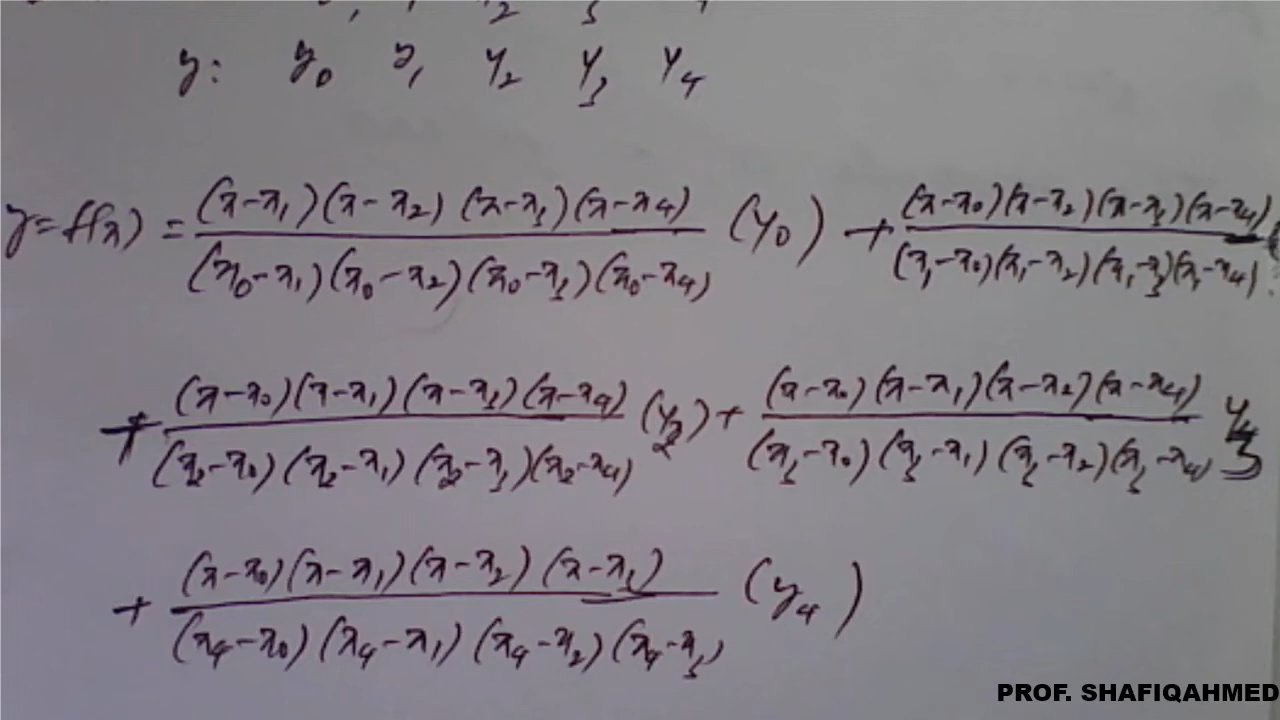 y: y₀ y₁ y₂ y₃ y₄
y = f(x) = (x-x₁)(x-x₂)(x-x₃)(x-x₄) / (x₀-x₁)(x₀-x₂)(x₀-x₃)(x₀-x₄) (y₀) + (x-x₀)(x-x₂)(x-x₃)(x-x₄) / (x₁-x₀)(x₁-x₂)(x₁-x₃)(x₁-x₄) (
+ (x-x₀)(x-x₁)(x-x₃)(x-x₄) / (x₂-x₀)(x₂-x₁)(x₂-x₃)(x₂-x₄) (y₂) + (x-x₀)(x-x₁)(x-x₂)(x-x₄) / (x₃-x₀)(x₃-x₁)(x₃-x₂)(x₃-x₄) y₃
+ (x-x₀)(x-x₁)(x-x₂)(x-x₃) / (x₄-x₀)(x₄-x₁)(x₄-x₂)(x₄-x₃) (y₄)
PROF. SHAFIQAHMED